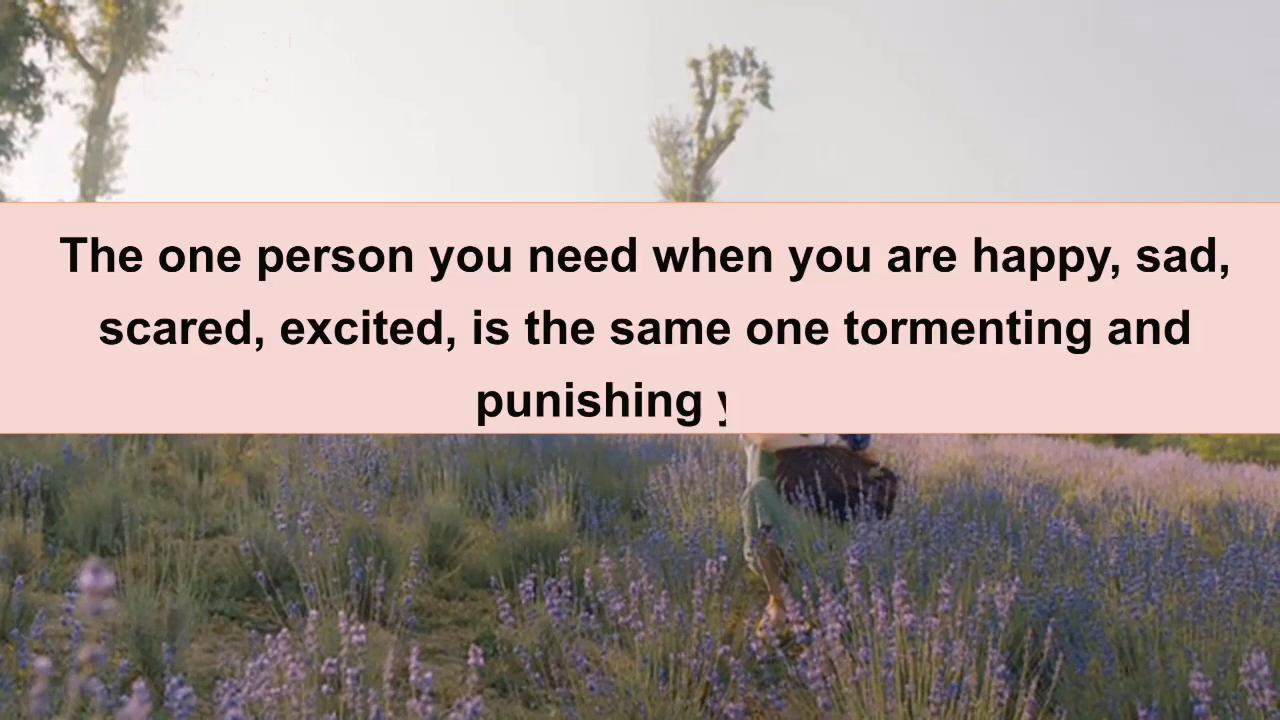 The one person you need when you are happy, sad,
scared, excited, is the same one tormenting and
punishing